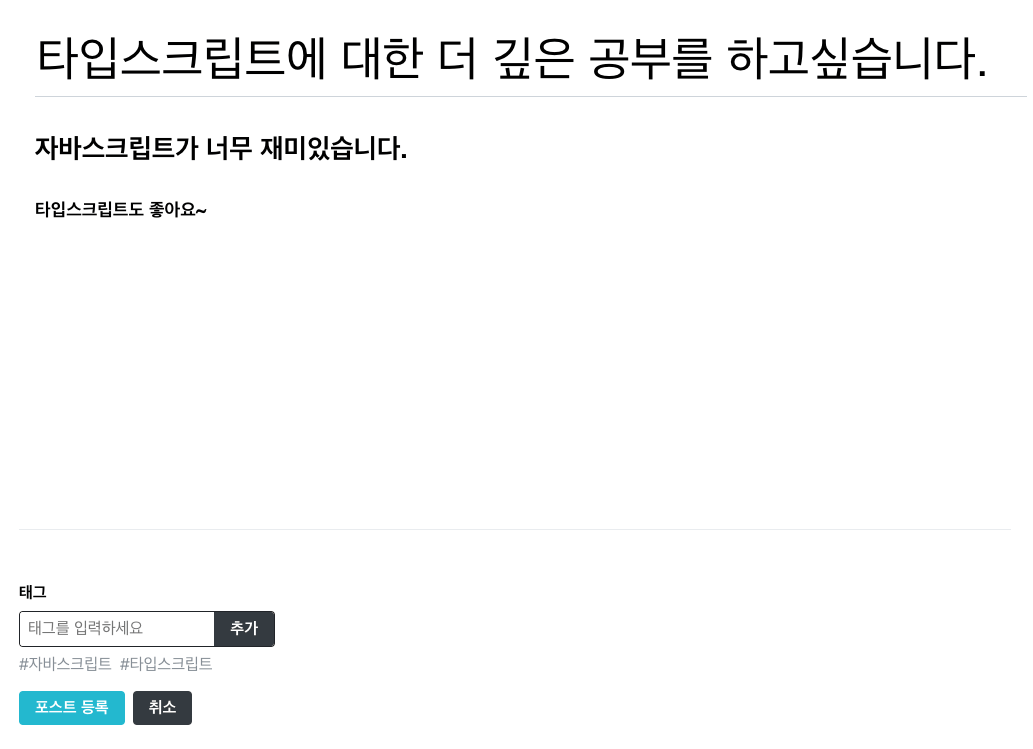 타입스크립트에 대한 더 깊은 공부를 하고싶습니다.
자바스크립트가 너무 재미있습니다.
타입스크립트도 좋아요~
태그
태그를 입력하세요 추가
#자바스크립트 #타입스크립트
포스트 등록 취소